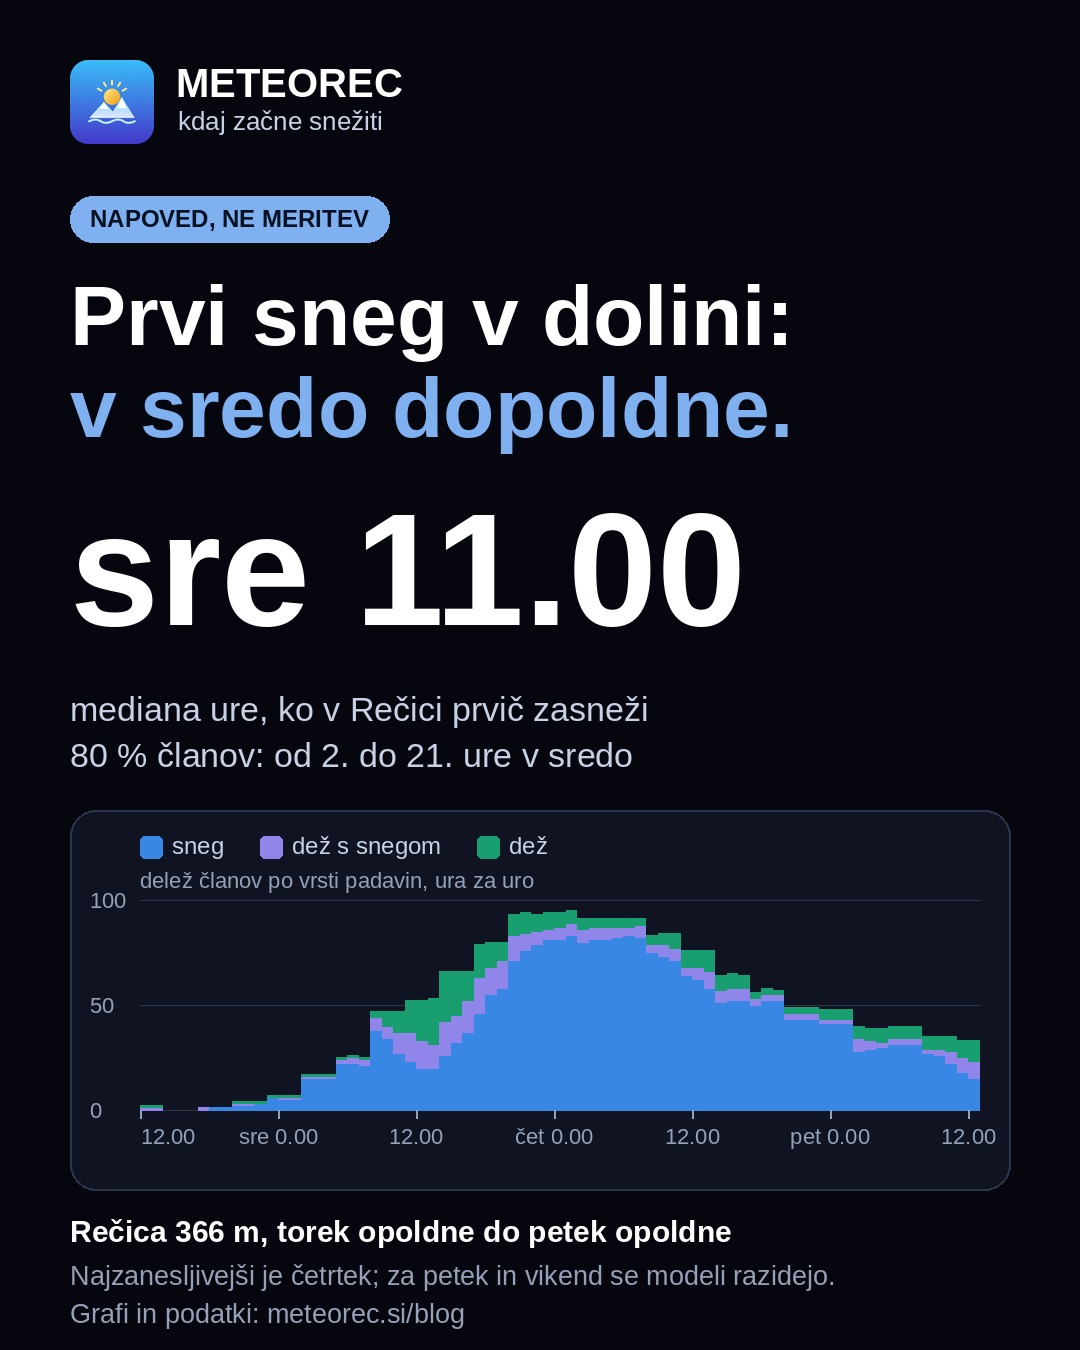 METEOREC
kdaj začne snežiti
NAPOVED, NE MERITEV
Prvi sneg v dolini:
v sredo dopoldne.
sre 11.00
mediana ure, ko v Rečici prvič zasneži
80 % članov: od 2. do 21. ure v sredo
sneg dež s snegom dež
delež članov po vrsti padavin, ura za uro
100
50
0
12.00 sre 0.00 12.00 čet 0.00 12.00 pet 0.00 12.00
Rečica 366 m, torek opoldne do petek opoldne
Najzanesljivejši je četrtek; za petek in vikend se modeli razidejo.
Grafi in podatki: meteorec.si/blog